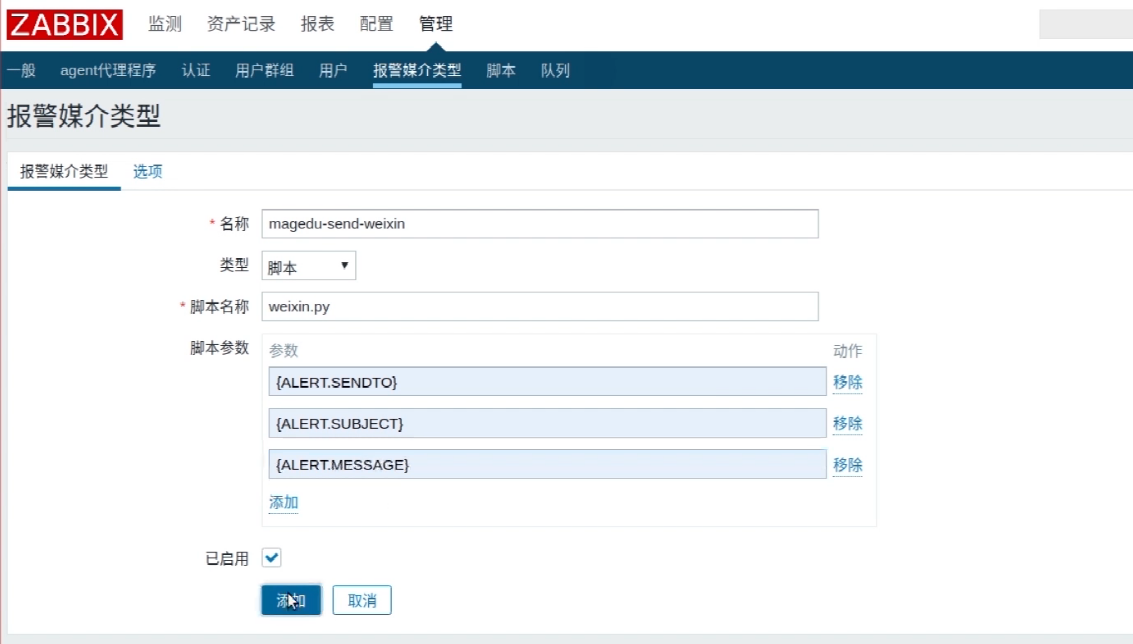 ZABBIX 监测 资产记录 报表 配置 管理
一般 agent代理程序 认证 用户群组 用户 报警媒介类型 脚本 队列
报警媒介类型
报警媒介类型 选项
* 名称 magedu-send-weixin
类型 脚本
* 脚本名称 weixin.py
脚本参数 参数 动作
{ALERT.SENDTO} 移除
{ALERT.SUBJECT} 移除
{ALERT.MESSAGE} 移除
添加
已启用
添加 取消